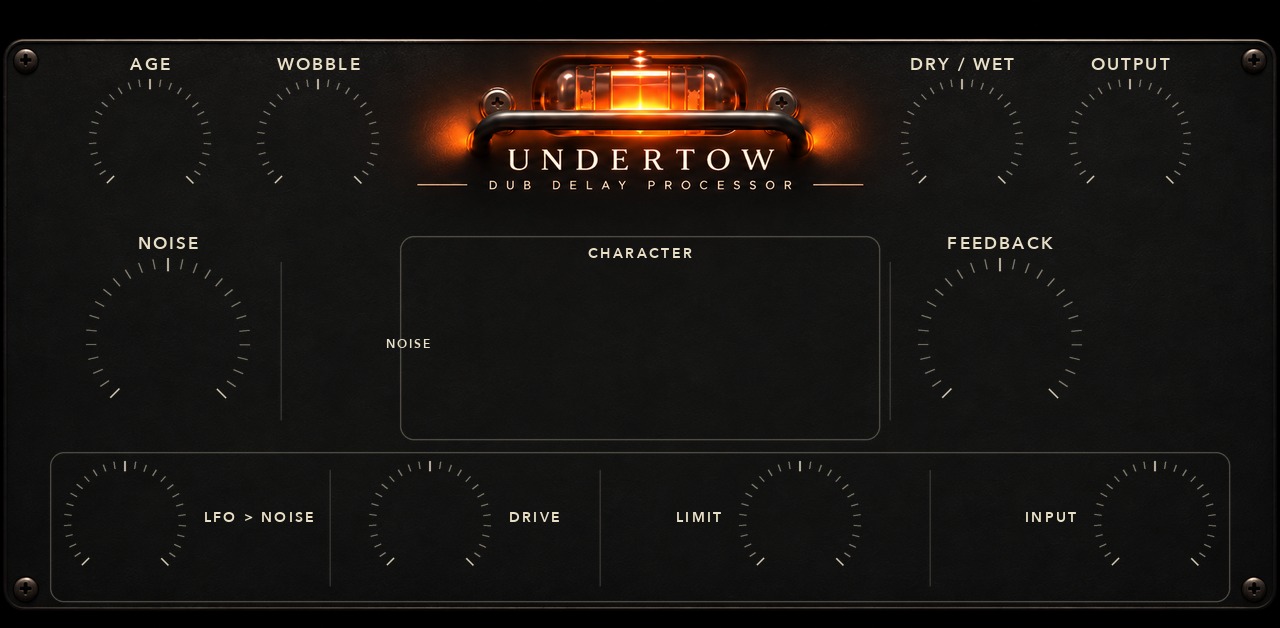 AGE
WOBBLE
DRY / WET
OUTPUT
UNDERTOW
DUB DELAY PROCESSOR
NOISE
CHARACTER
FEEDBACK
NOISE
LFO > NOISE
DRIVE
LIMIT
INPUT